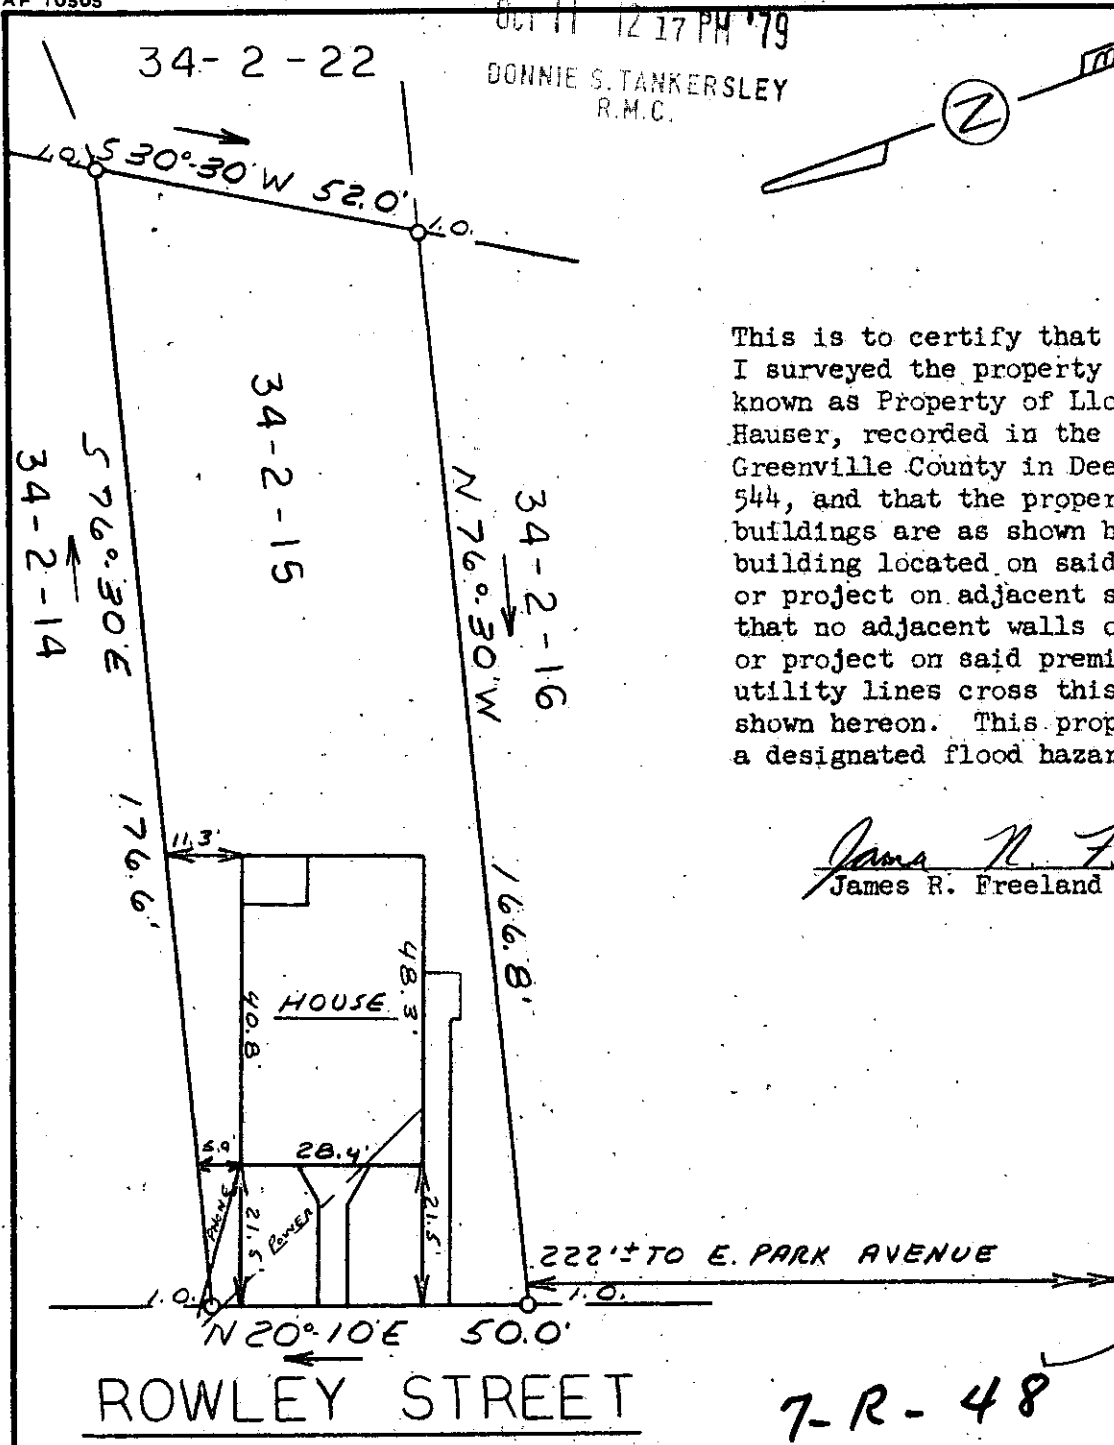 Oct 11 12 17 PM '79
DONNIE S. TANKERSLEY
R.M.C.
34-2-22
N
I.O.
S 30°-30' W 52.0'
I.O.
This is to certify that
I surveyed the property
known as Property of Llo
Hauser, recorded in the
Greenville County in Dee
544, and that the proper
buildings are as shown h
building located on said
or project on adjacent s
that no adjacent walls o
or project on said premi
utility lines cross this
shown hereon. This prop
a designated flood hazar
34-2-15
34-2-14
S 76°-30' E 176.6'
34-2-16
N 76°-30' W 166.8'
James R. F
James R. Freeland
11.3'
HOUSE
48.3'
40.8'
28.4'
PHONE
21.5'
POWER
21.5'
222'± TO E. PARK AVENUE
I.O.
I.O.
N 20°-10' E 50.0'
ROWLEY STREET
7-R-48